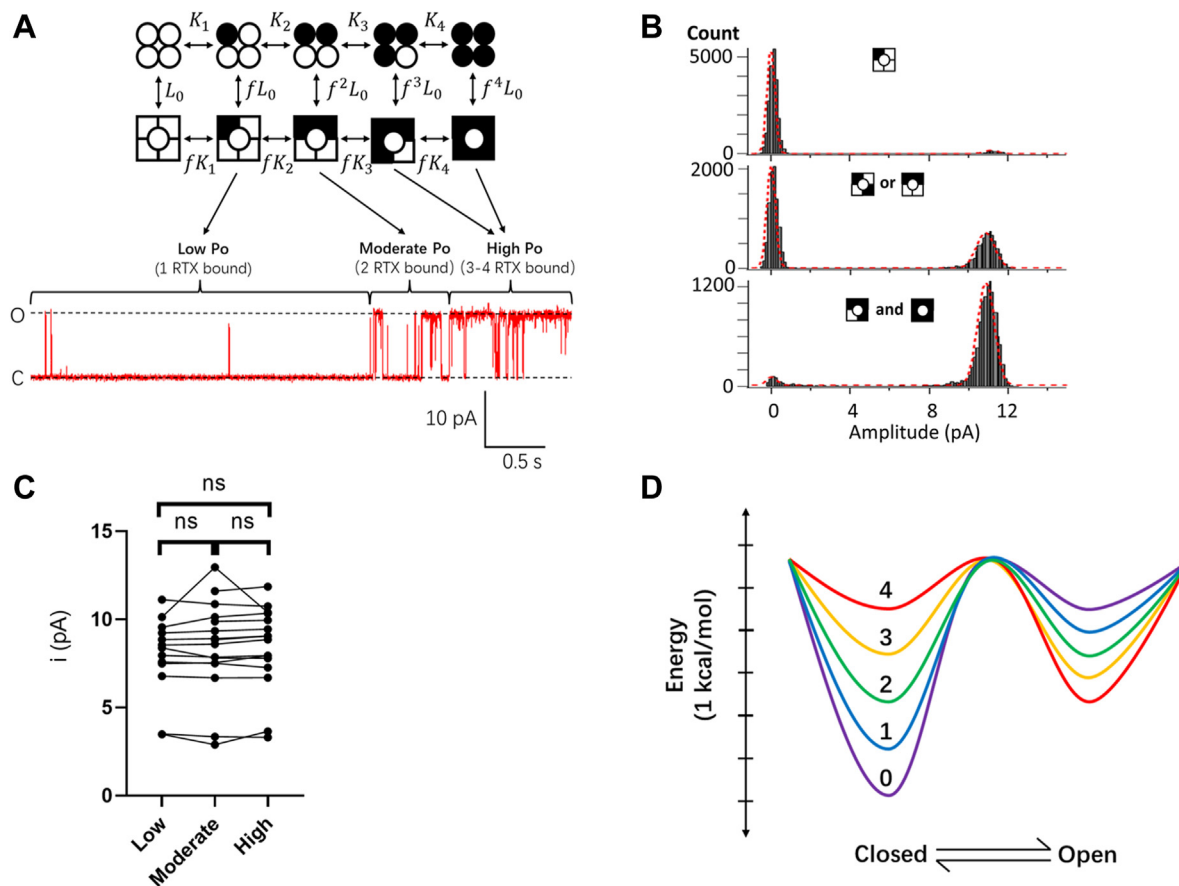 A
K₁ K₂ K₃ K₄
L₀ fL₀ f²L₀ f³L₀ f⁴L₀
fK₁ fK₂ fK₃ fK₄
Low Po Moderate Po High Po
(1 RTX bound) (2 RTX bound) (3-4 RTX bound)
O
C
10 pA
0.5 s
B
Count
5000
0
2000
or
0
1200
and
0
0 4 8 12
Amplitude (pA)
C
ns
ns ns
15
10
5
0
i (pA)
Low
Moderate
High
D
Energy
(1 kcal/mol)
4
3
2
1
0
Closed Open